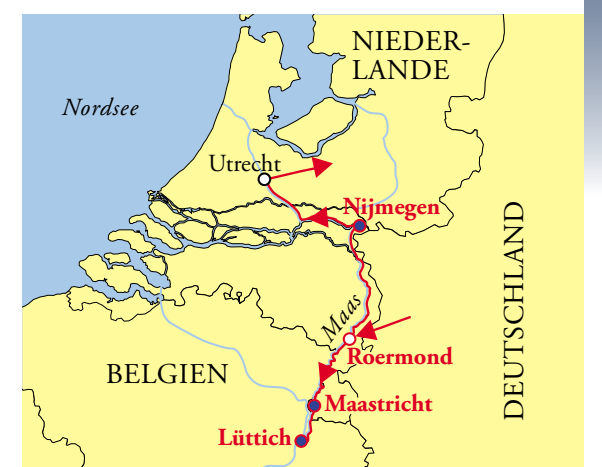 NIEDER-
LANDE
Nordsee
Utrecht
Nijmegen
DEUTSCHLAND
Maas
Roermond
BELGIEN
Maastricht
Lüttich